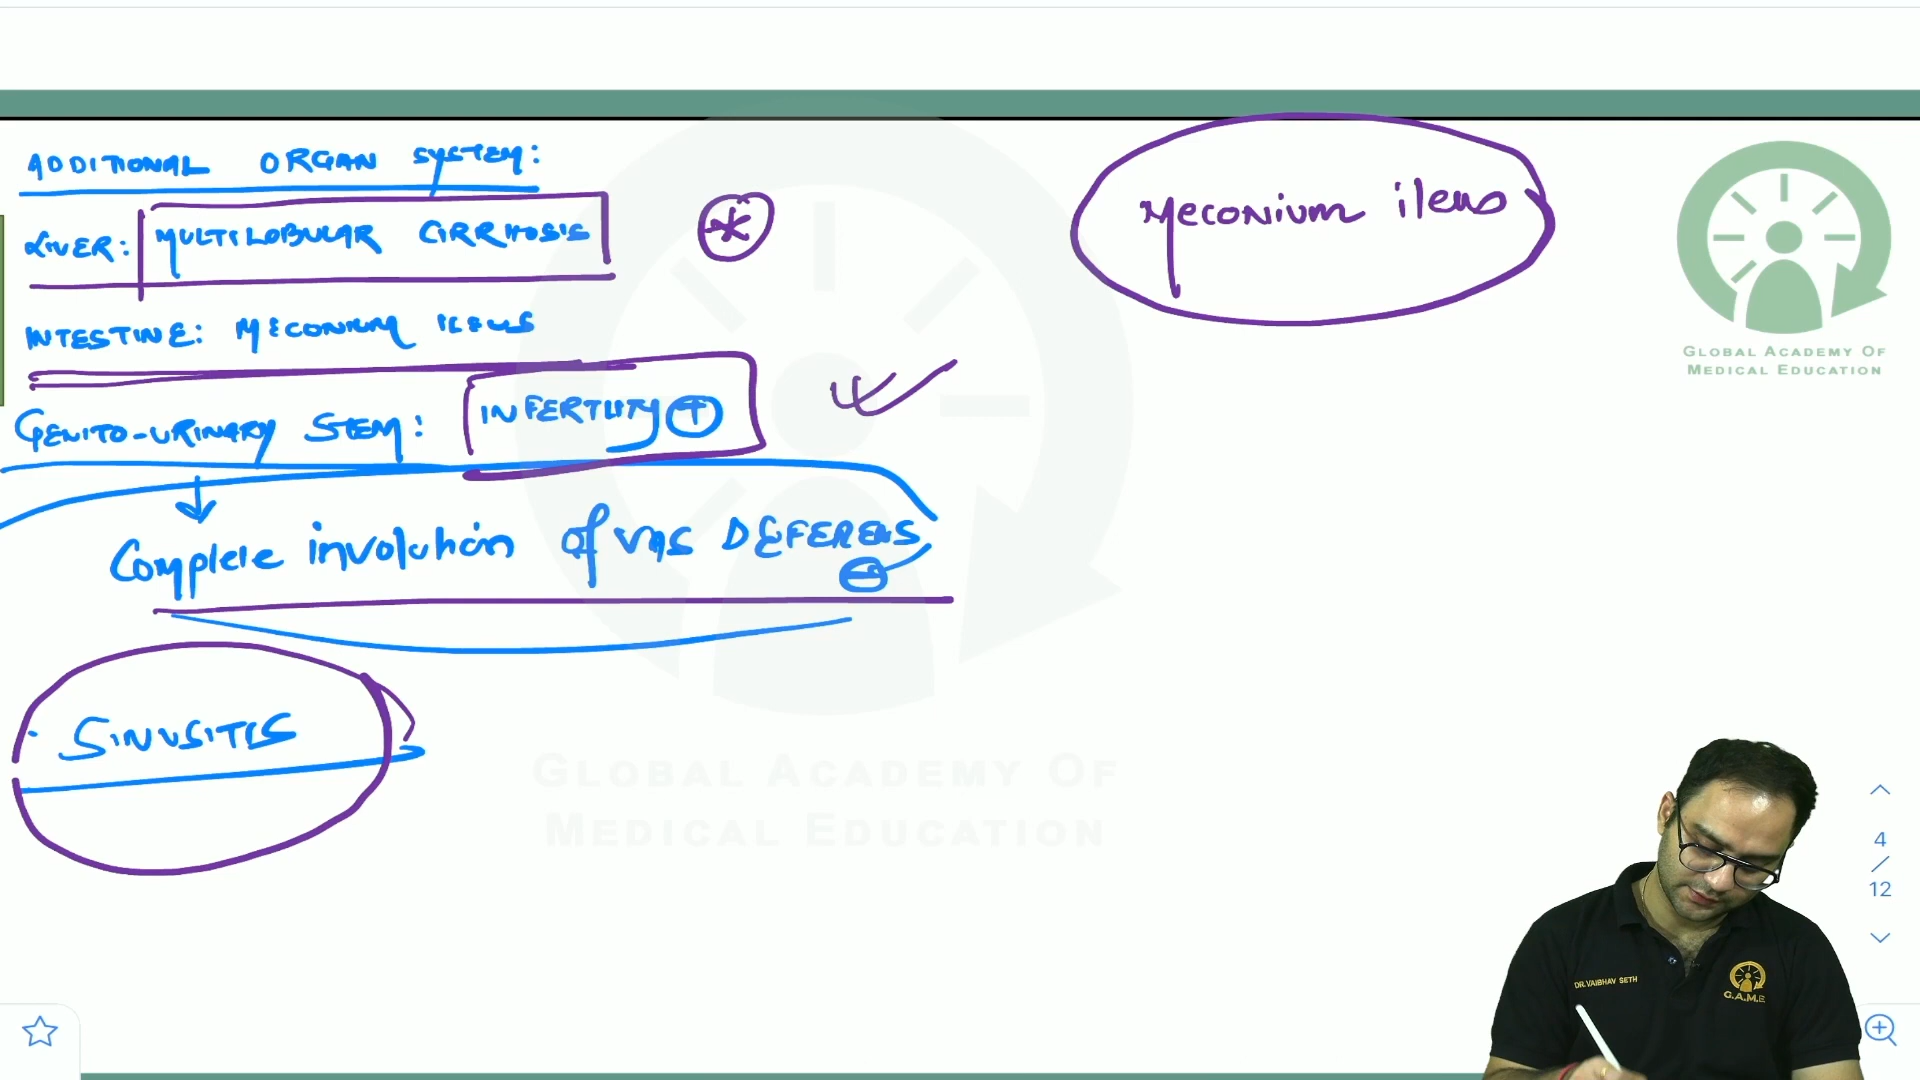 ADDITIONAL ORGAN SYSTEM:
LIVER: MULTILOBULAR CIRRHOSIS
INTESTINE: MECONIUM ILEUS
GENITO-URINARY STEM: INFERTLITY +
Complete involution of VAS DEFERENS
SINUSITIS
Meconium ileus
GLOBAL ACADEMY OF
MEDICAL EDUCATION
GLOBAL ACADEMY OF
MEDICAL EDUCATION
4
/
12
DR.VAIBHAV SETH
G.A.M.E